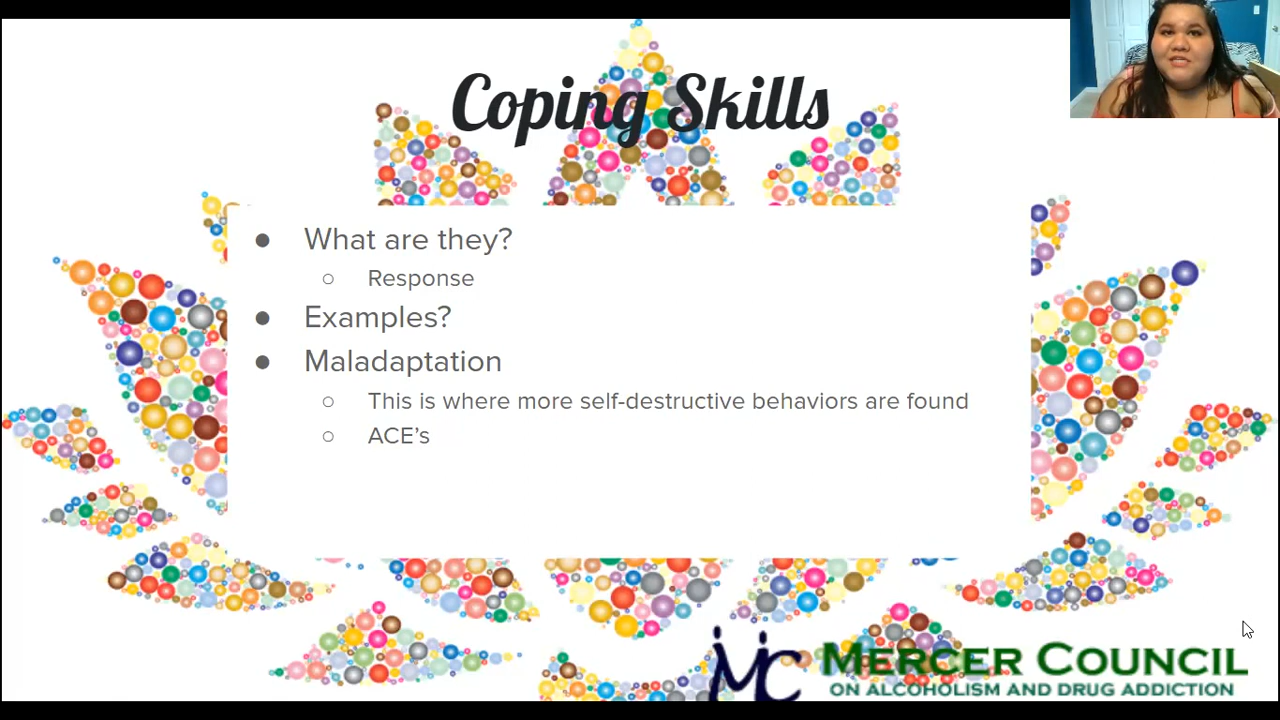 Coping Skills
● What are they?
○ Response
● Examples?
● Maladaptation
○ This is where more self-destructive behaviors are found
○ ACE's
MC MERCER COUNCIL
ON ALCOHOLISM AND DRUG ADDICTION